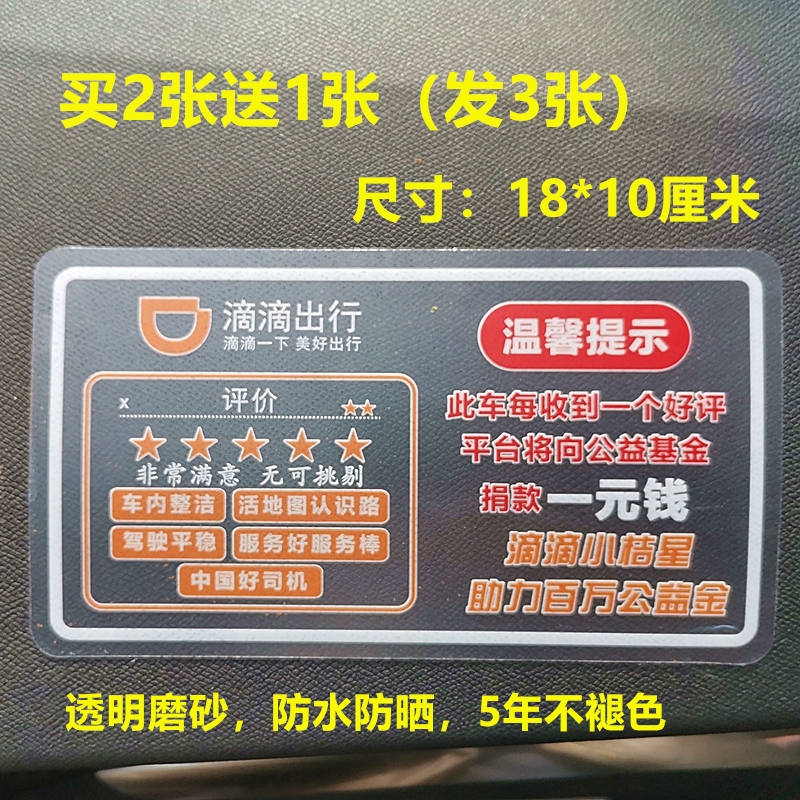 买2张送1张（发3张）
尺寸：18*10厘米
滴滴出行
滴滴一下 美好出行
x 评价
非常满意 无可挑剔
车内整洁 活地图认识路
驾驶平稳 服务好服务棒
中国好司机
温馨提示
此车每收到一个好评
平台将向公益基金
捐款一元钱
滴滴小桔星
助力百万公益金
透明磨砂，防水防晒，5年不褪色